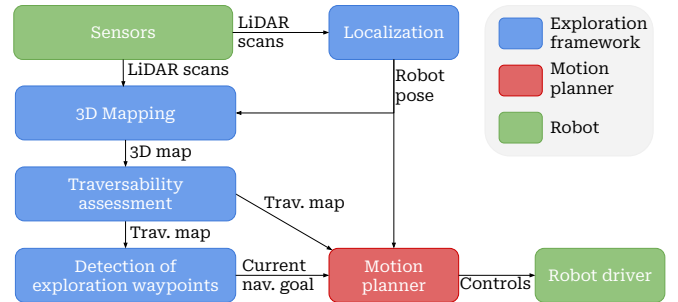 Sensors
LiDAR
scans
Localization
Exploration
framework
Motion
planner
Robot
LiDAR scans
Robot
pose
3D Mapping
3D map
Traversability
assessment
Trav. map
Trav. map
Detection of
exploration waypoints
Current
nav. goal
Motion
planner
Controls
Robot driver